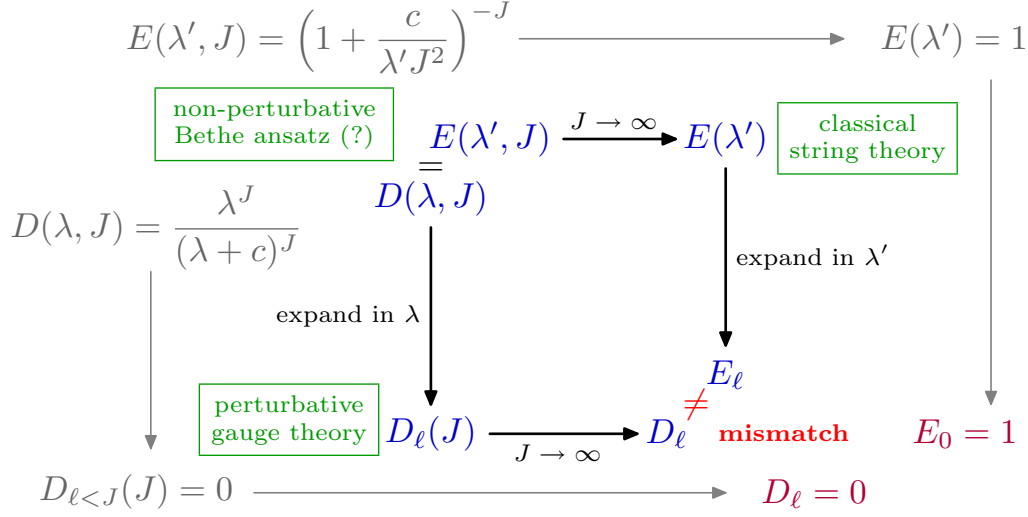 E(λ′, J) = (1 + c/(λ′J²))^{−J}
E(λ′) = 1
non-perturbative
Bethe ansatz (?)
E(λ′, J)
J → ∞
E(λ′)
classical
string theory
=
D(λ, J)
D(λ, J) = λ^J/(λ + c)^J
expand in λ′
expand in λ
E_ℓ
≠
perturbative
gauge theory
D_ℓ(J)
J → ∞
D_ℓ
mismatch
E₀ = 1
D_{ℓ<J}(J) = 0
D_ℓ = 0